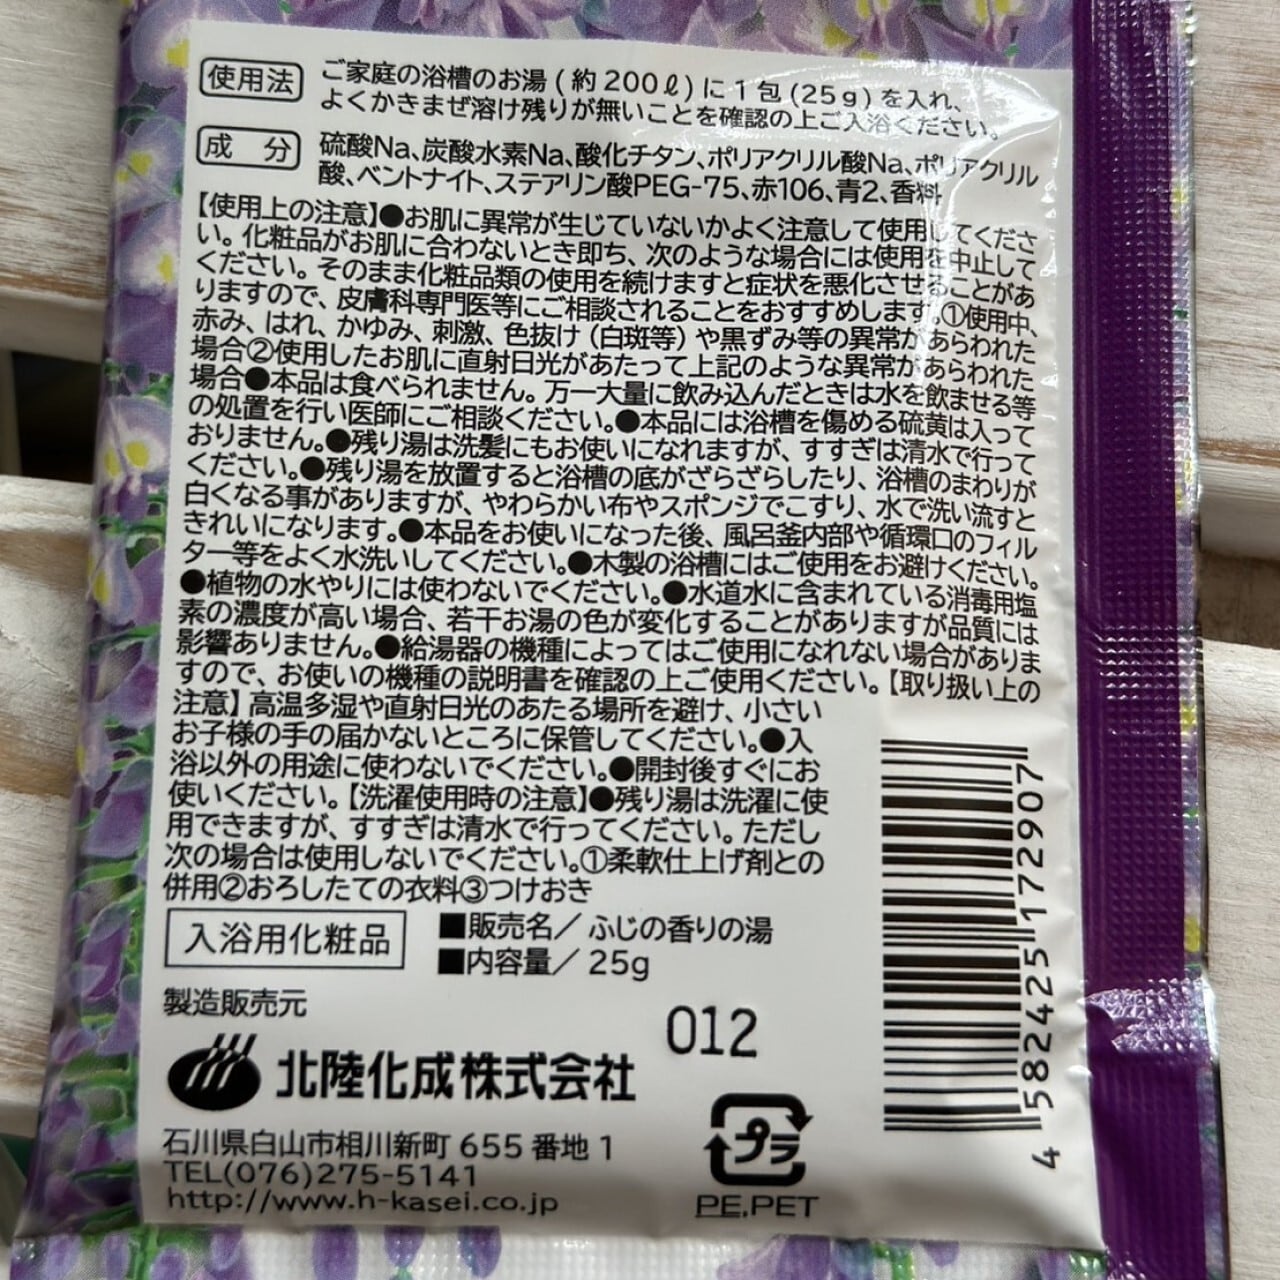 使用法 ご家庭の浴槽のお湯(約200ℓ)に1包(25g)を入れ、
よくかきまぜ溶け残りが無いことを確認の上ご入浴ください。
成 分 硫酸Na、炭酸水素Na、酸化チタン、ポリアクリル酸Na、ポリアクリル
酸、ベントナイト、ステアリン酸PEG-75、赤106、青2、香料
【使用上の注意】●お肌に異常が生じていないかよく注意して使用してくださ
い。化粧品がお肌に合わないとき即ち、次のような場合には使用を中止して
ください。そのまま化粧品類の使用を続けますと症状を悪化させることがあ
りますので、皮膚科専門医等にご相談されることをおすすめします。①使用中、
赤み、はれ、かゆみ、刺激、色抜け(白斑等)や黒ずみ等の異常があらわれた
場合②使用したお肌に直射日光があたって上記のような異常があらわれた
場合●本品は食べられません。万一大量に飲み込んだときは水を飲ませる等
の処置を行い医師にご相談ください。●本品には浴槽を傷める硫黄は入って
おりません。●残り湯は洗髪にもお使いになれますが、すすぎは清水で行って
ください。●残り湯を放置すると浴槽の底がざらざらしたり、浴槽のまわりが
白くなる事がありますが、やわらかい布やスポンジでこすり、水で洗い流すと
きれいになります。●本品をお使いになった後、風呂釜内部や循環口のフィル
ター等をよく水洗いしてください。●木製の浴槽にはご使用をお避けください。
●植物の水やりには使わないでください。●水道水に含まれている消毒用塩
素の濃度が高い場合、若干お湯の色が変化することがありますが品質には
影響ありません。●給湯器の機種によってはご使用になれない場合がありま
すので、お使いの機種の説明書を確認の上ご使用ください。【取り扱い上の
注意】高温多湿や直射日光のあたる場所を避け、小さい
お子様の手の届かないところに保管してください。●入
浴以外の用途に使わないでください。●開封後すぐにお
使いください。【洗濯使用時の注意】●残り湯は洗濯に使
用できますが、すすぎは清水で行ってください。ただし
次の場合は使用しないでください。①柔軟仕上げ剤との
併用②おろしたての衣料③つけおき
入浴用化粧品
■販売名/ふじの香りの湯
■内容量/25g
製造販売元
北陸化成株式会社
石川県白山市相川新町655番地1
TEL(076)275-5141
http://www.h-kasei.co.jp
012
プラ
PE,PET
4 582425 172907